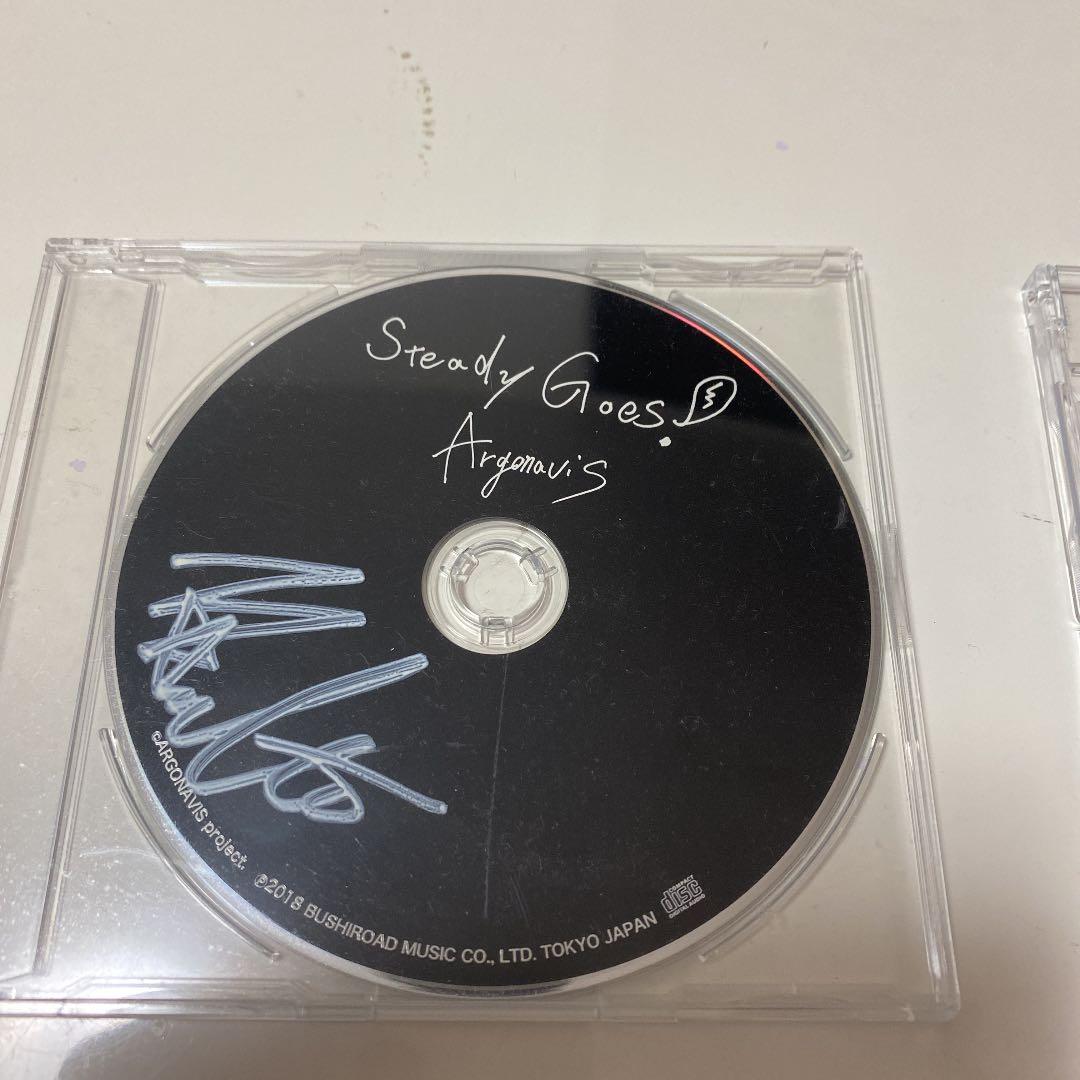 Steady Goes!
Argonavis
©ARGONAVIS project. ℗2018 BUSHIROAD MUSIC CO., LTD. TOKYO JAPAN
COMPACT
disc
DIGITAL AUDIO